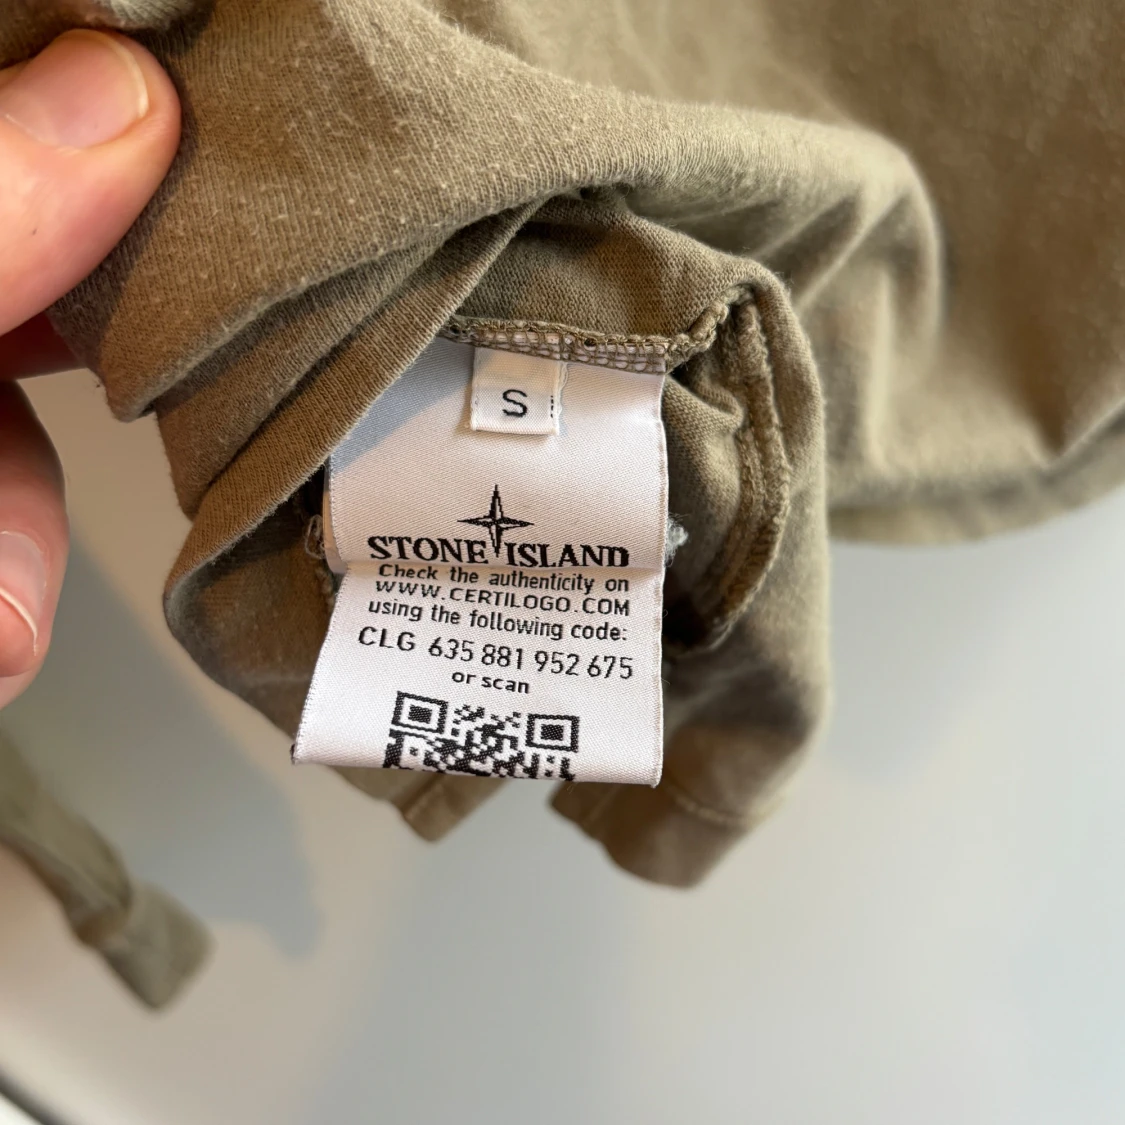 S
STONE ISLAND
Check the authenticity on
WWW.CERTILOGO.COM
using the following code:
CLG 635 881 952 675
or scan